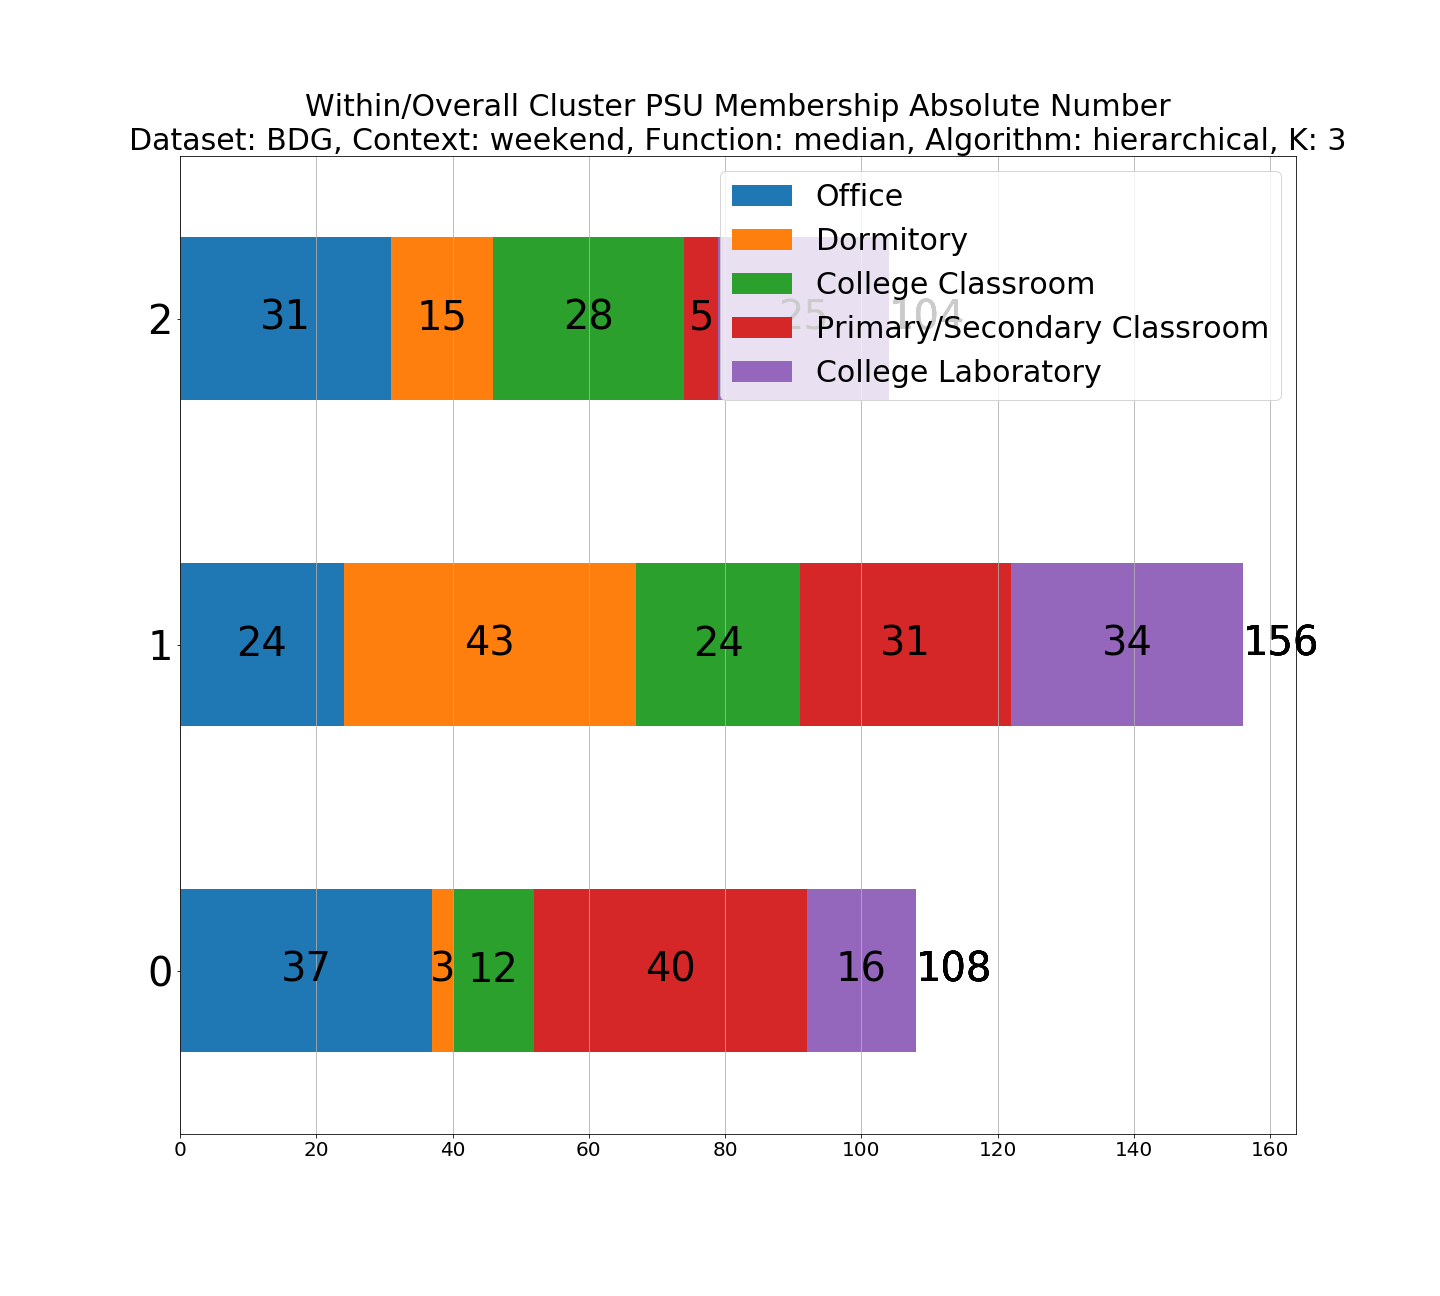 Within/Overall Cluster PSU Membership Absolute Number
Dataset: BDG, Context: weekend, Function: median, Algorithm: hierarchical, K: 3
Office
Dormitory
College Classroom
Primary/Secondary Classroom
College Laboratory
2 31 15 28 5 25 104
1 24 43 24 31 34 156
0 37 3 12 40 16 108
0 20 40 60 80 100 120 140 160